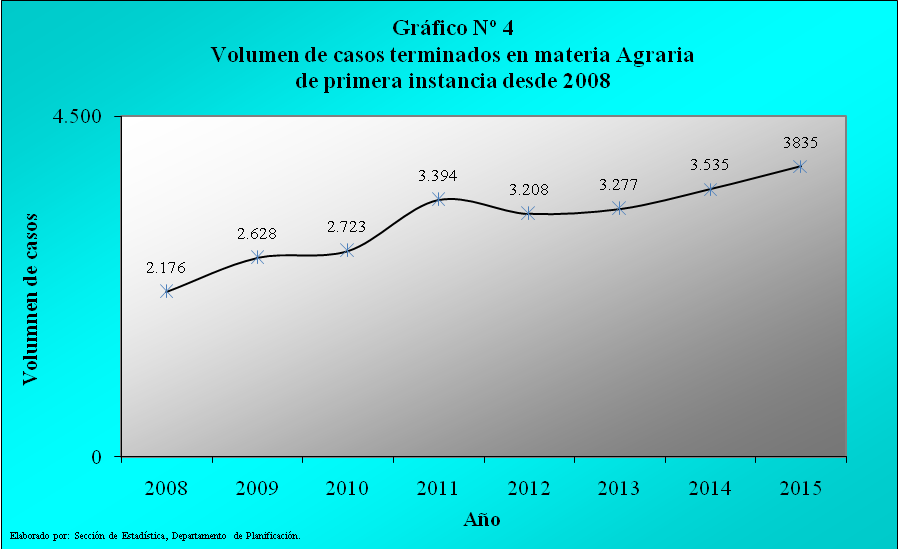 Gráfico Nº 4
Volumen de casos terminados en materia Agraria
de primera instancia desde 2008
4.500
3835
3.535
3.394
3.277
3.208
2.723
2.628
2.176
Volumnen de casos
0
2008 2009 2010 2011 2012 2013 2014 2015
Año
Elaborado por: Sección de Estadística, Departamento de Planificación.